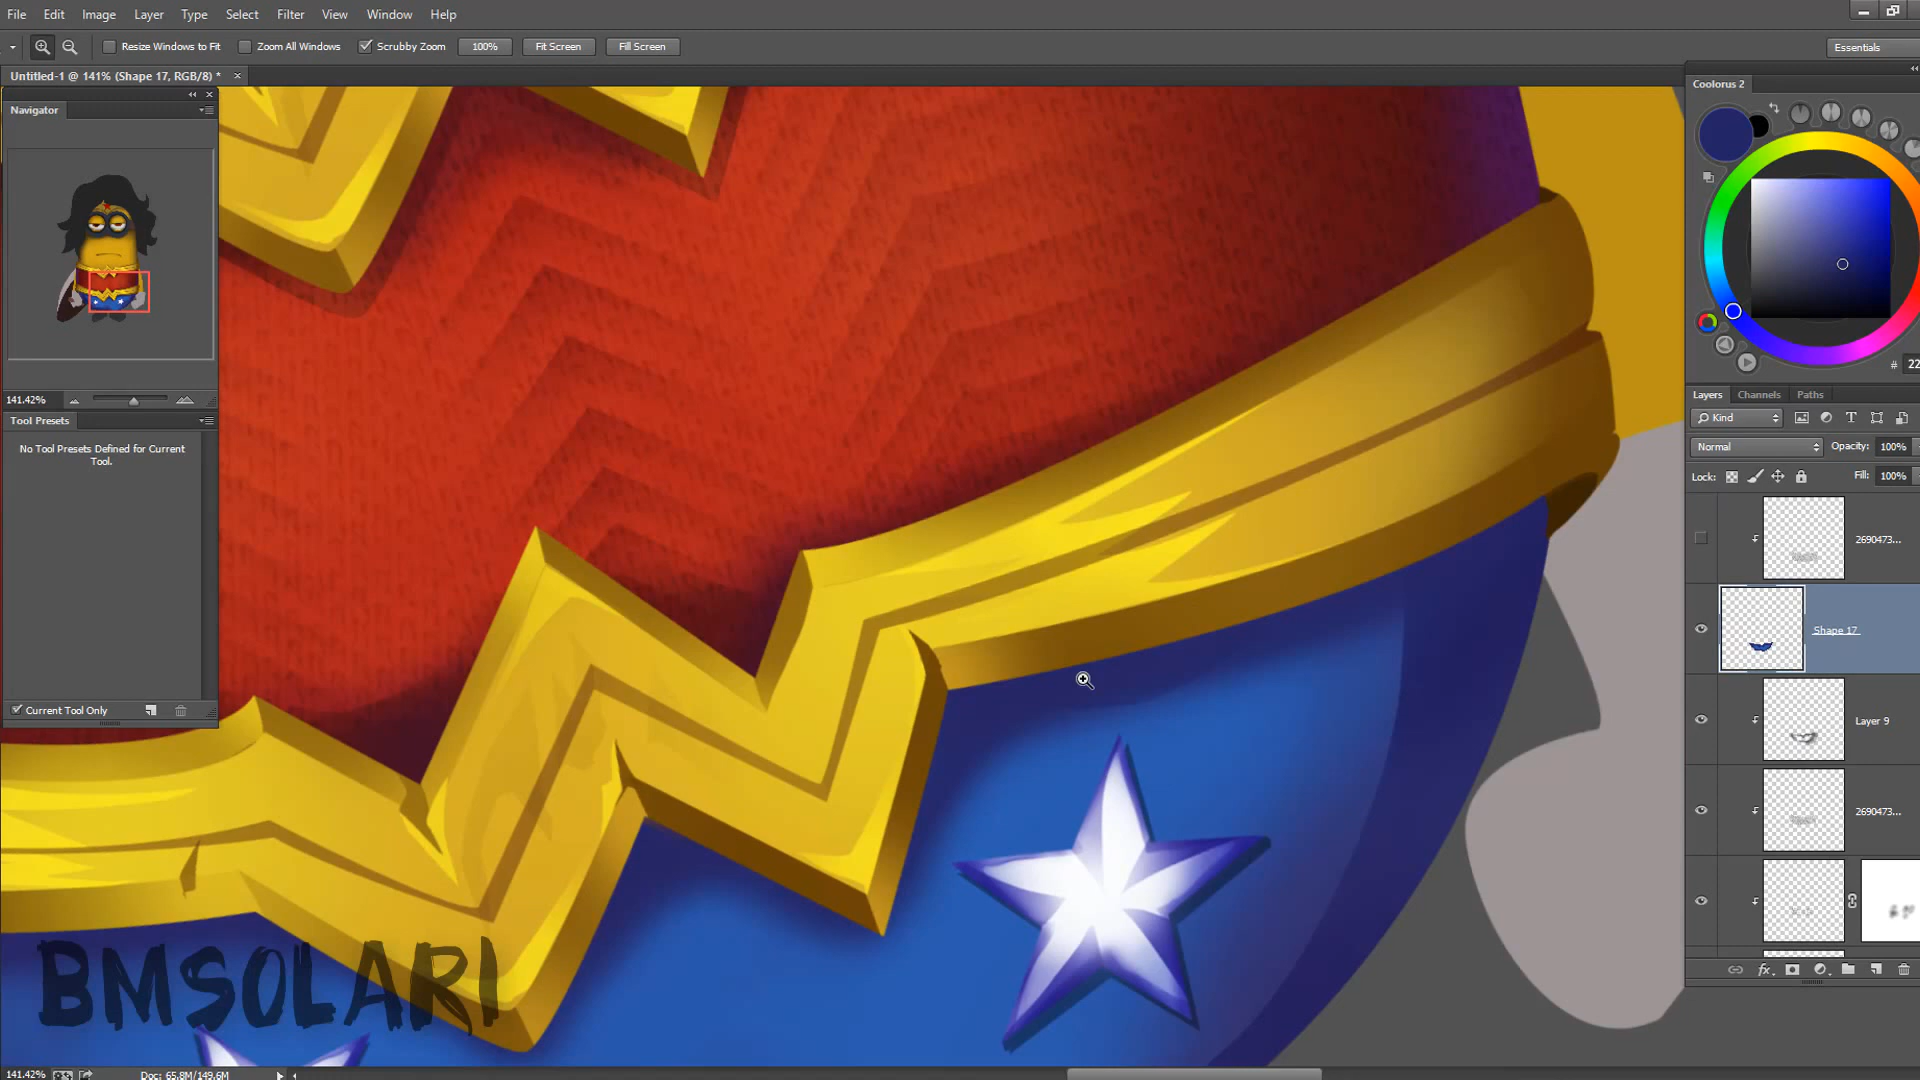 File Edit Image Layer Type Select Filter View Window Help
Resize Windows to Fit Zoom All Windows Scrubby Zoom 100% Fit Screen Fill Screen Essentials
Untitled-1 @ 141% (Shape 17, RGB/8) * ×
Navigator
141.42%
Tool Presets
No Tool Presets Defined for Current
Tool.
Current Tool Only
Coolorus 2
# 22
Layers Channels Paths
Kind
Normal Opacity: 100%
Lock: Fill: 100%
2690473...
Shape 17
Layer 9
2690473...
fx
BMSOLARI
141.42% Doc: 65.8M/149.6M